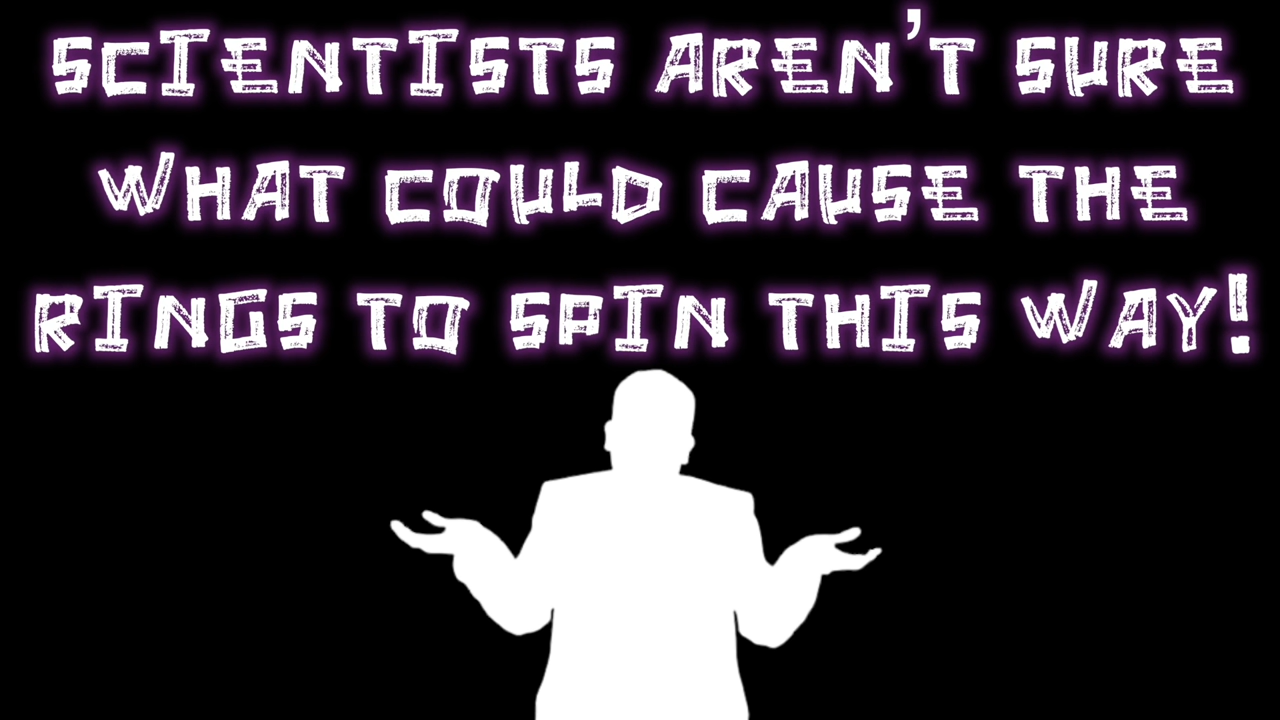 SCIENTISTS AREN'T SURE
WHAT COULD CAUSE THE
RINGS TO SPIN THIS WAY!